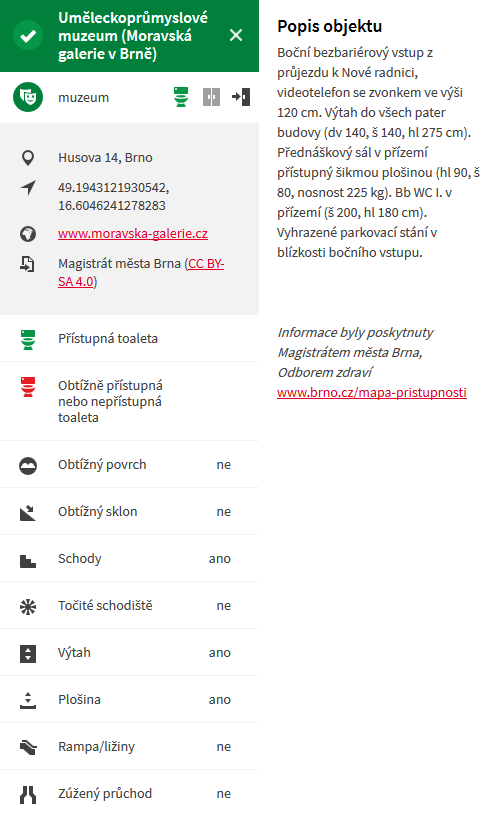 Uměleckoprůmyslové
muzeum (Moravská
galerie v Brně)
muzeum
Husova 14, Brno
49.1943121930542,
16.6046241278283
www.moravska-galerie.cz
Magistrát města Brna (CC BY-
SA 4.0)
Přístupná toaleta
Obtížně přístupná
nebo nepřístupná
toaleta
Obtížný povrch ne
Obtížný sklon ne
Schody ano
Točité schodiště ne
Výtah ano
Plošina ano
Rampa/ližiny ne
Zúžený průchod ne
Popis objektu
Boční bezbariérový vstup z
průjezdu k Nové radnici,
videotelefon se zvonkem ve výši
120 cm. Výtah do všech pater
budovy (dv 140, š 140, hl 275 cm).
Přednáškový sál v přízemí
přístupný šikmou plošinou (hl 90, š
80, nosnost 225 kg). Bb WC I. v
přízemí (š 200, hl 180 cm).
Vyhrazené parkovací stání v
blízkosti bočního vstupu.
Informace byly poskytnuty
Magistrátem města Brna,
Odborem zdraví
www.brno.cz/mapa-pristupnosti